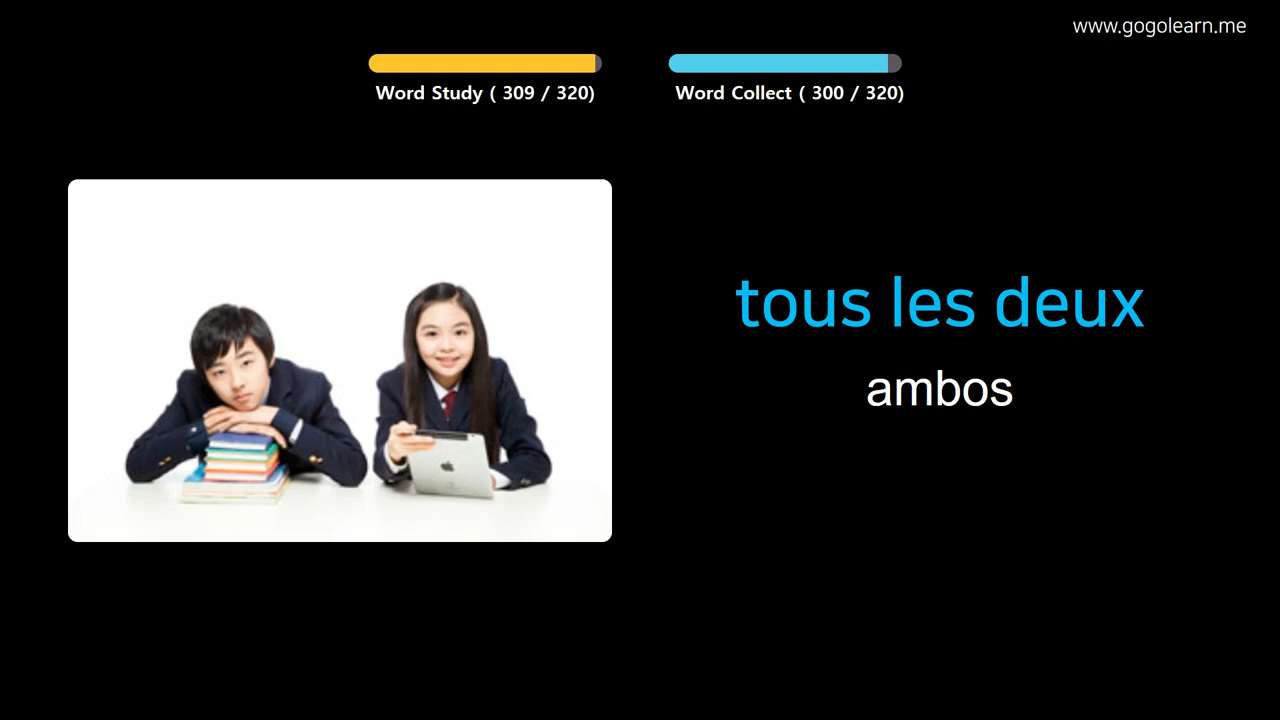 www.gogolearn.me
Word Study ( 309 / 320)
Word Collect ( 300 / 320)
tous les deux
ambos